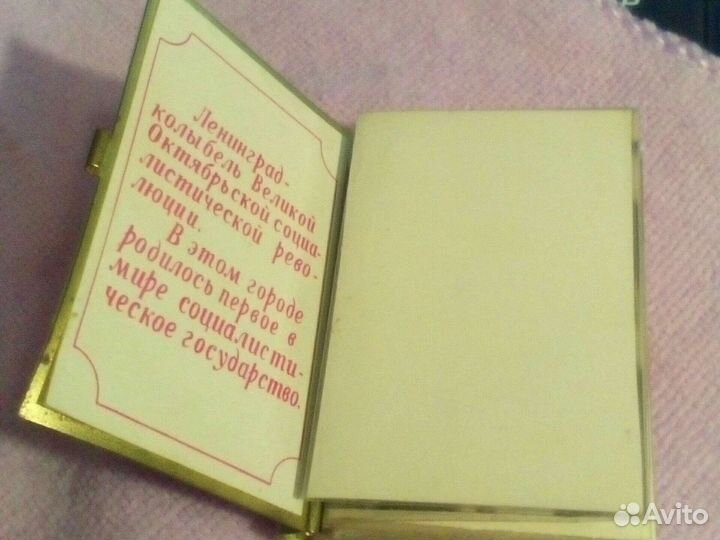 Ленинград-
колыбель Великой
Октябрьской социа-
листической рево-
люции.
В этом городе
родилось первое в
мире социалисти-
ческое государство.
Avito